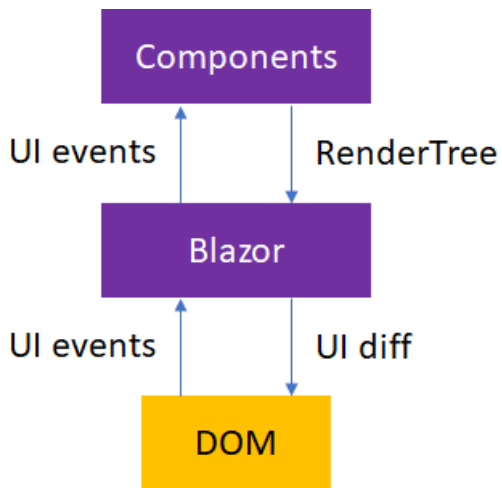 Components
UI events
RenderTree
Blazor
UI events
UI diff
DOM